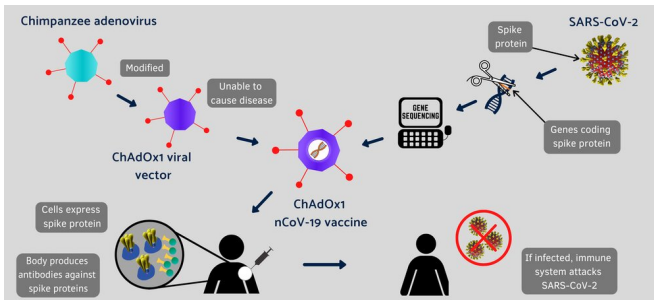 Chimpanzee adenovirus
SARS-CoV-2
Spike
protein
Modified
Unable to
cause disease
GENE
SEQUENCING
Genes coding
spike protein
ChAdOx1 viral
vector
ChAdOx1
nCoV-19 vaccine
Cells express
spike protein
Body produces
antibodies against
spike proteins
If infected, immune
system attacks
SARS-CoV-2